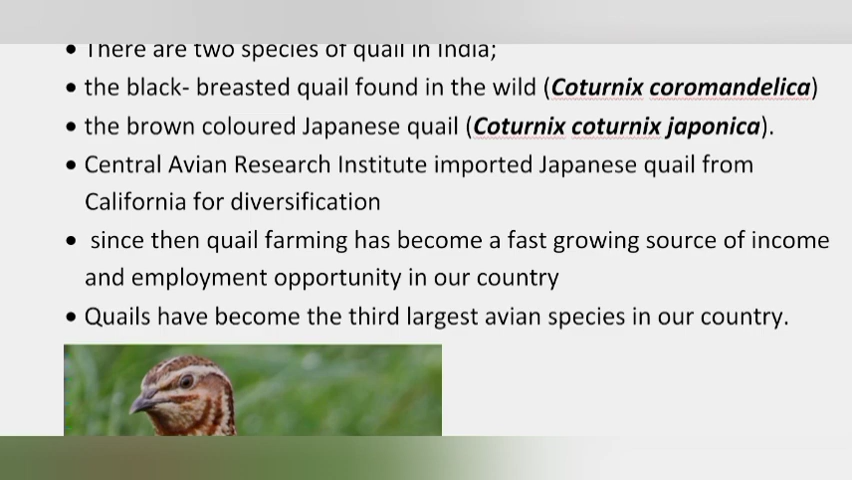 • There are two species of quail in India;
• the black- breasted quail found in the wild (Coturnix coromandelica)
• the brown coloured Japanese quail (Coturnix coturnix japonica).
• Central Avian Research Institute imported Japanese quail from
California for diversification
• since then quail farming has become a fast growing source of income
and employment opportunity in our country
• Quails have become the third largest avian species in our country.